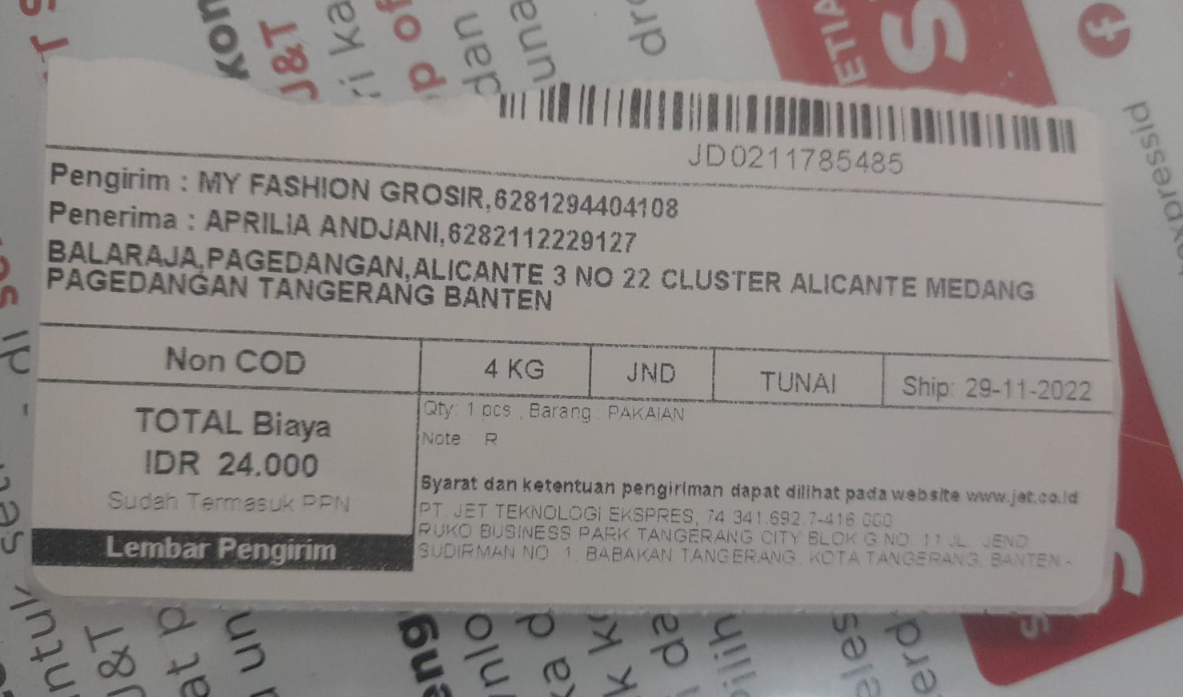 JD0211785485
Pengirim : MY FASHION GROSIR,6281294404108
Penerima : APRILIA ANDJANI,6282112229127
BALARAJA,PAGEDANGAN,ALICANTE 3 NO 22 CLUSTER ALICANTE MEDANG
PAGEDANGAN TANGERANG BANTEN
Non COD
4 KG
JND
TUNAI
Ship: 29-11-2022
TOTAL Biaya
IDR 24.000
Sudah Termasuk PPN
Lembar Pengirim
Qty: 1 pcs , Barang : PAKAIAN
Note : R
Syarat dan ketentuan pengiriman dapat dilihat pada website www.jet.co.id
PT. JET TEKNOLOGI EKSPRES, 74.341.692.7-416.000
RUKO BUSINESS PARK TANGERANG CITY BLOK G NO. 11 JL. JEND
SUDIRMAN NO. 1, BABAKAN TANGERANG, KOTA TANGERANG, BANTEN -
J&T
J&T